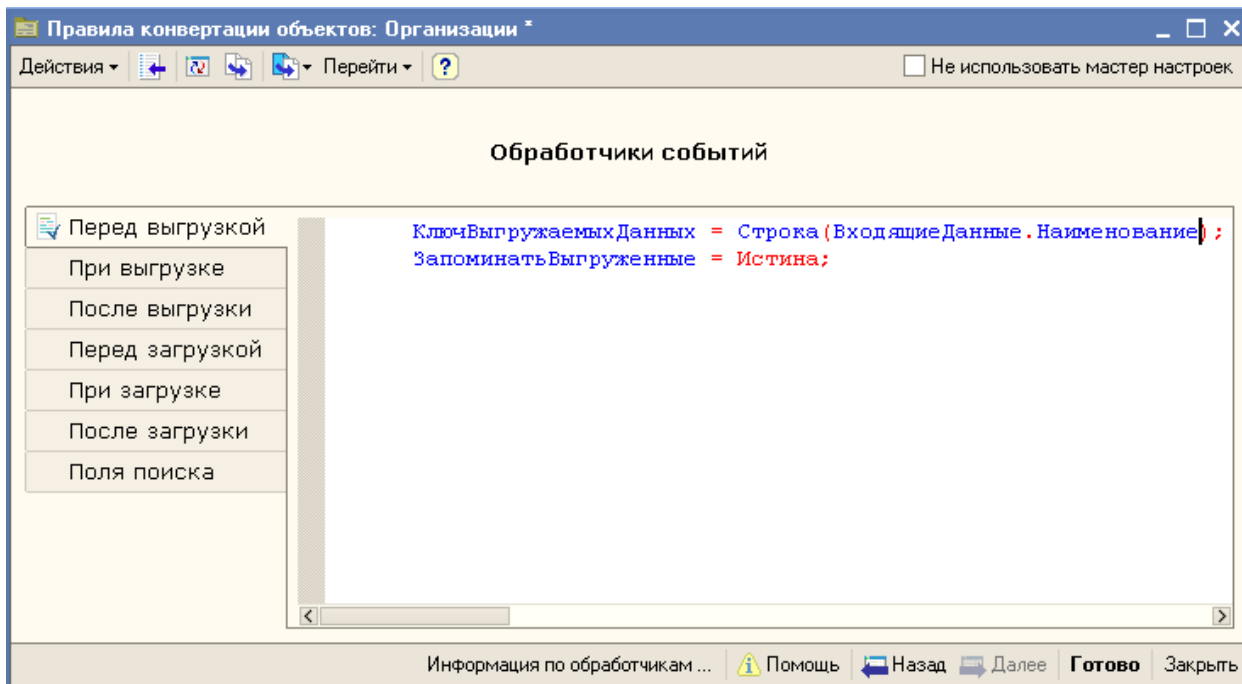 Правила конвертации объектов: Организации *
Действия Перейти ? Не использовать мастер настроек
Обработчики событий
Перед выгрузкой
При выгрузке
После выгрузки
Перед загрузкой
При загрузке
После загрузки
Поля поиска
КлючВыгружаемыхДанных = Строка(ВходящиеДанные.Наименование);
ЗапоминатьВыгруженные = Истина;
Информация по обработчикам ... Помощь Назад Далее Готово Закрыть